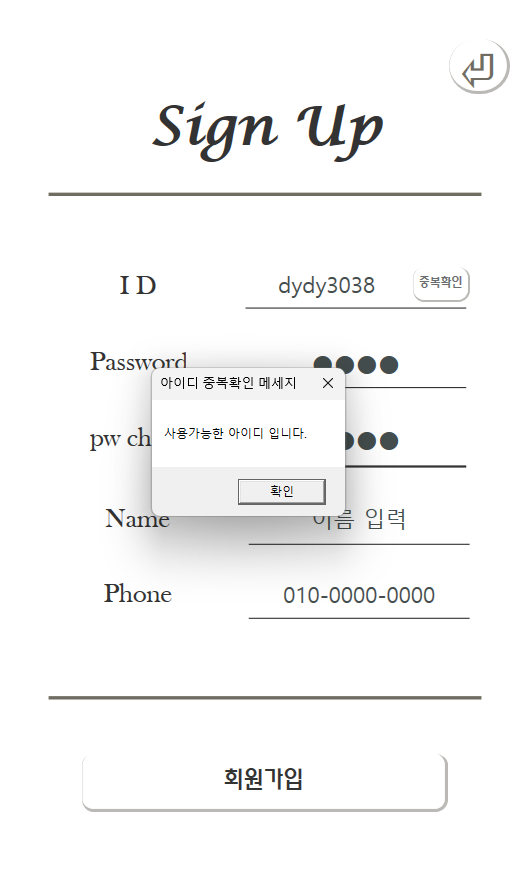 Sign Up
I D
dydy3038
중복확인
Password
아이디 중복확인 메세지
사용가능한 아이디 입니다.
pw ch
확인
Name
이름 입력
Phone
010-0000-0000
회원가입